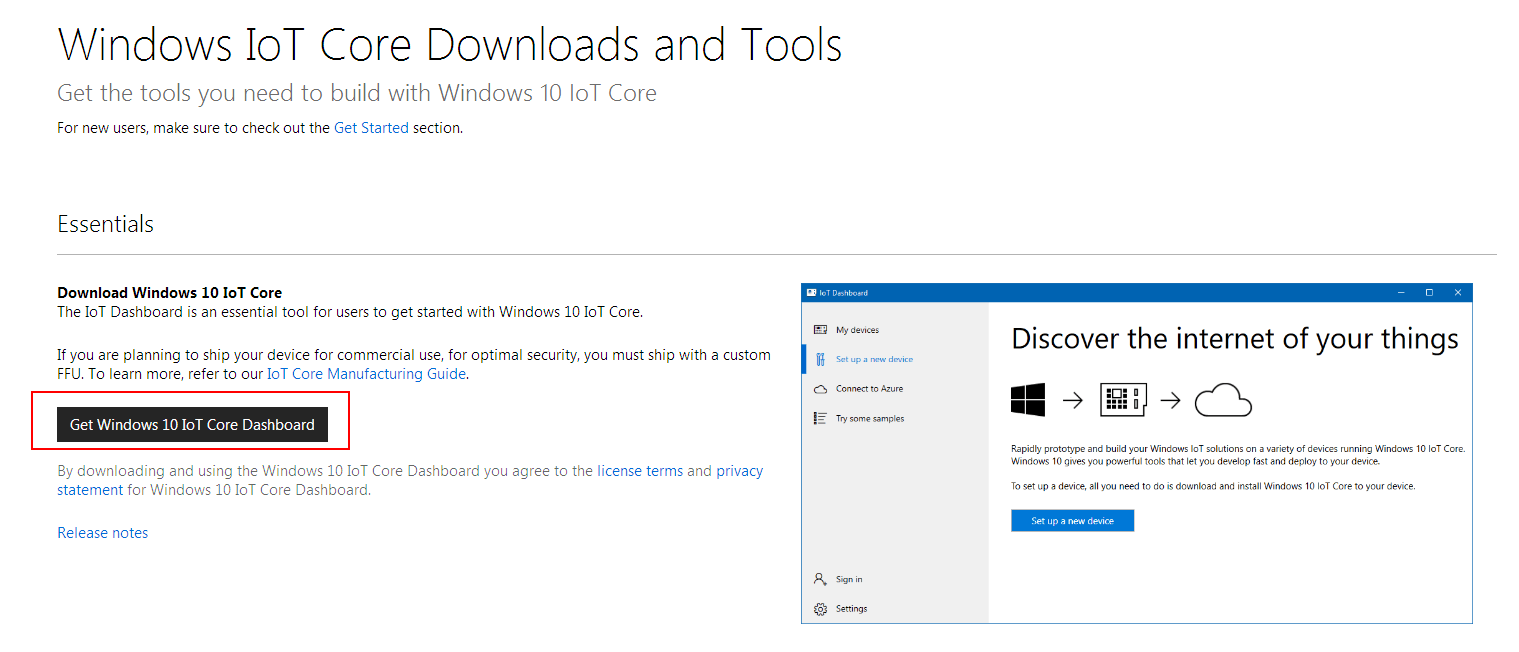 Windows IoT Core Downloads and Tools
Get the tools you need to build with Windows 10 IoT Core
For new users, make sure to check out the Get Started section.
Essentials
Download Windows 10 IoT Core
The IoT Dashboard is an essential tool for users to get started with Windows 10 IoT Core.
If you are planning to ship your device for commercial use, for optimal security, you must ship with a custom
FFU. To learn more, refer to our IoT Core Manufacturing Guide.
Get Windows 10 IoT Core Dashboard
By downloading and using the Windows 10 IoT Core Dashboard you agree to the license terms and privacy
statement for Windows 10 IoT Core Dashboard.
Release notes
IoT Dashboard
My devices
Set up a new device
Connect to Azure
Try some samples
Sign in
Settings
Discover the internet of your things
Rapidly prototype and build your Windows IoT solutions on a variety of devices running Windows 10 IoT Core.
Windows 10 gives you powerful tools that let you develop fast and deploy to your device.
To set up a device, all you need to do is download and install Windows 10 IoT Core to your device.
Set up a new device